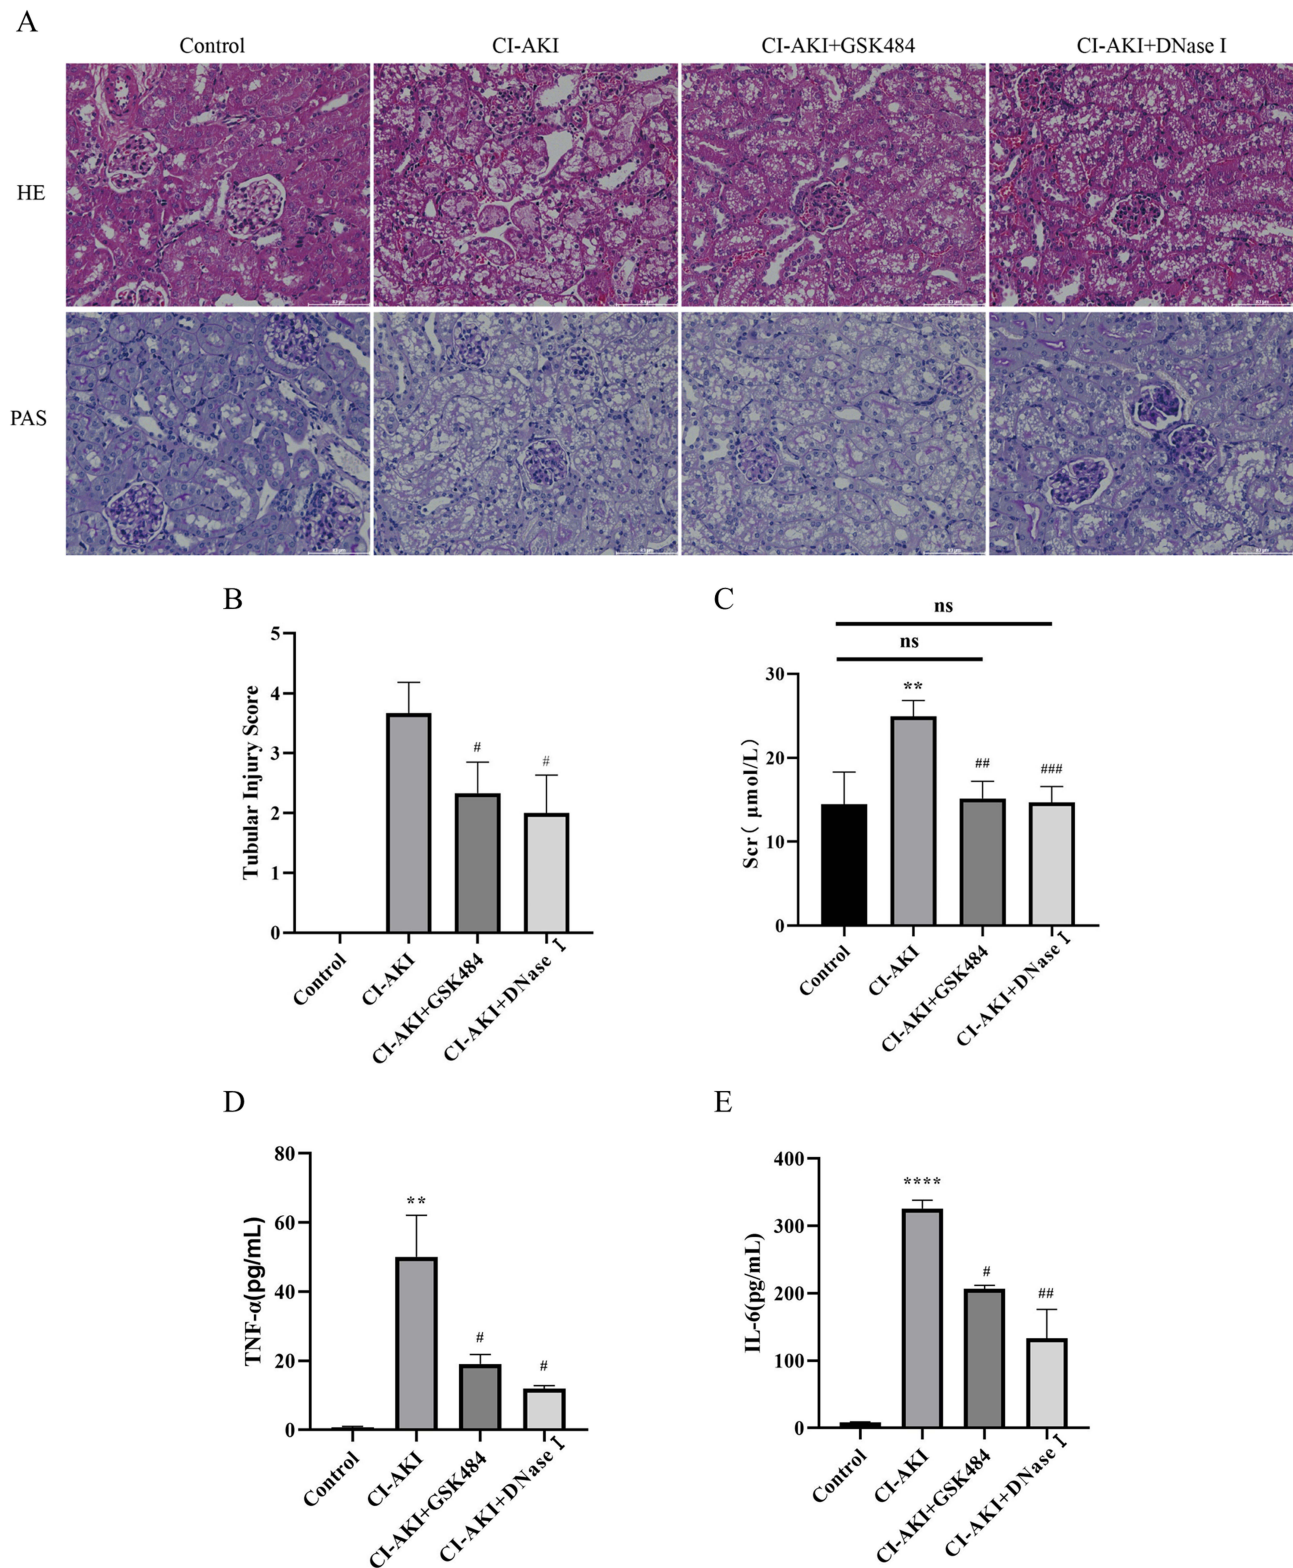 A
Control CI-AKI CI-AKI+GSK484 CI-AKI+DNase I
HE
PAS
B
Tubular Injury Score
5
4
3
2
1
0
#
#
Control
CI-AKI
CI-AKI+GSK484
CI-AKI+DNase Ⅰ
C
ns
ns
Scr( μmol/L)
30
20
10
0
**
##
###
Control
CI-AKI
CI-AKI+GSK484
CI-AKI+DNase Ⅰ
D
TNF-α(pg/mL)
80
60
40
20
0
**
#
#
Control
CI-AKI
CI-AKI+GSK484
CI-AKI+DNase Ⅰ
E
IL-6(pg/mL)
400
300
200
100
0
****
#
##
Control
CI-AKI
CI-AKI+GSK484
CI-AKI+DNase Ⅰ